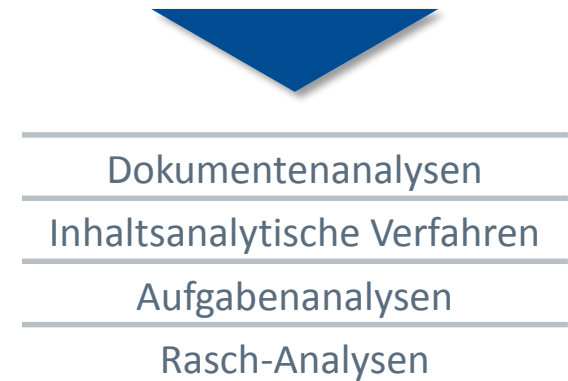 Dokumentenanalysen
Inhaltsanalytische Verfahren
Aufgabenanalysen
Rasch-Analysen